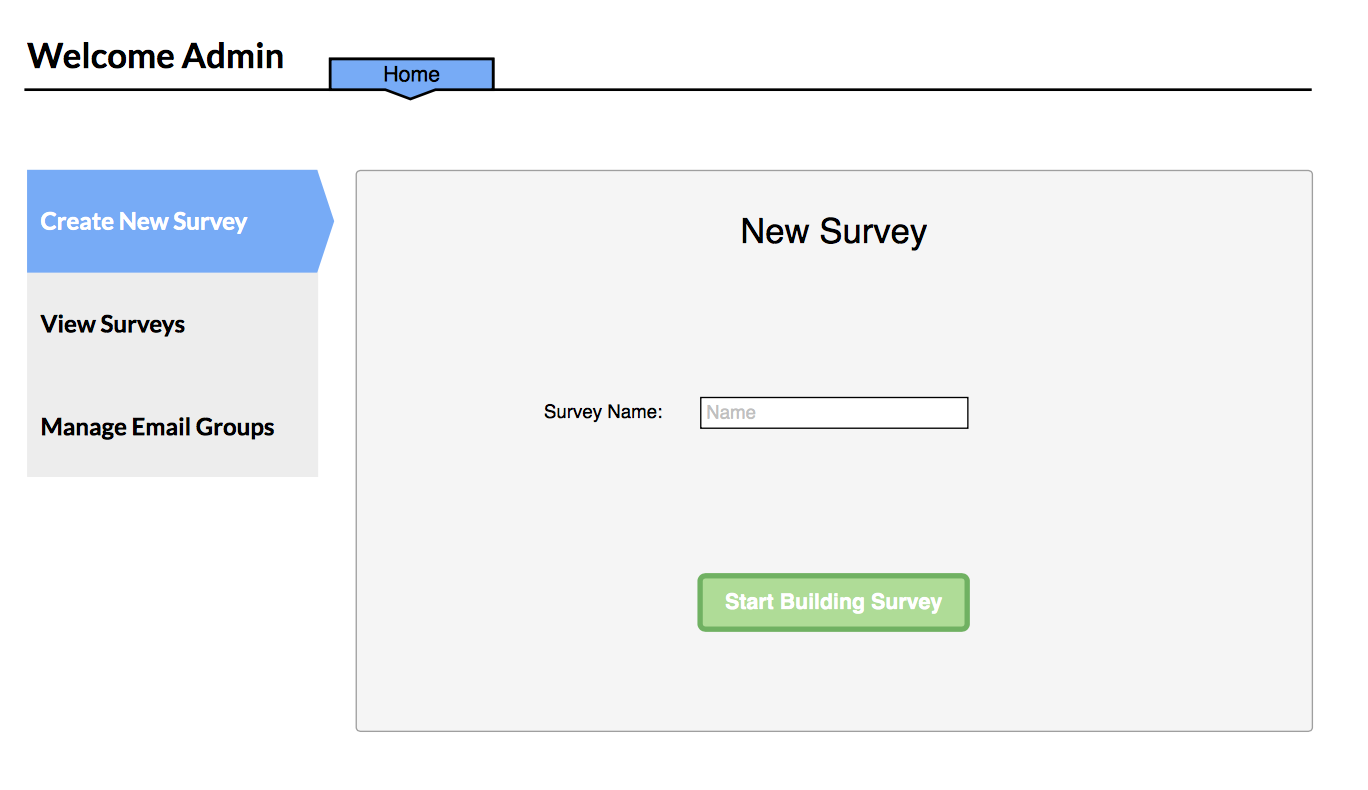 Welcome Admin
Home
Create New Survey
View Surveys
Manage Email Groups
New Survey
Survey Name:
Name
Start Building Survey